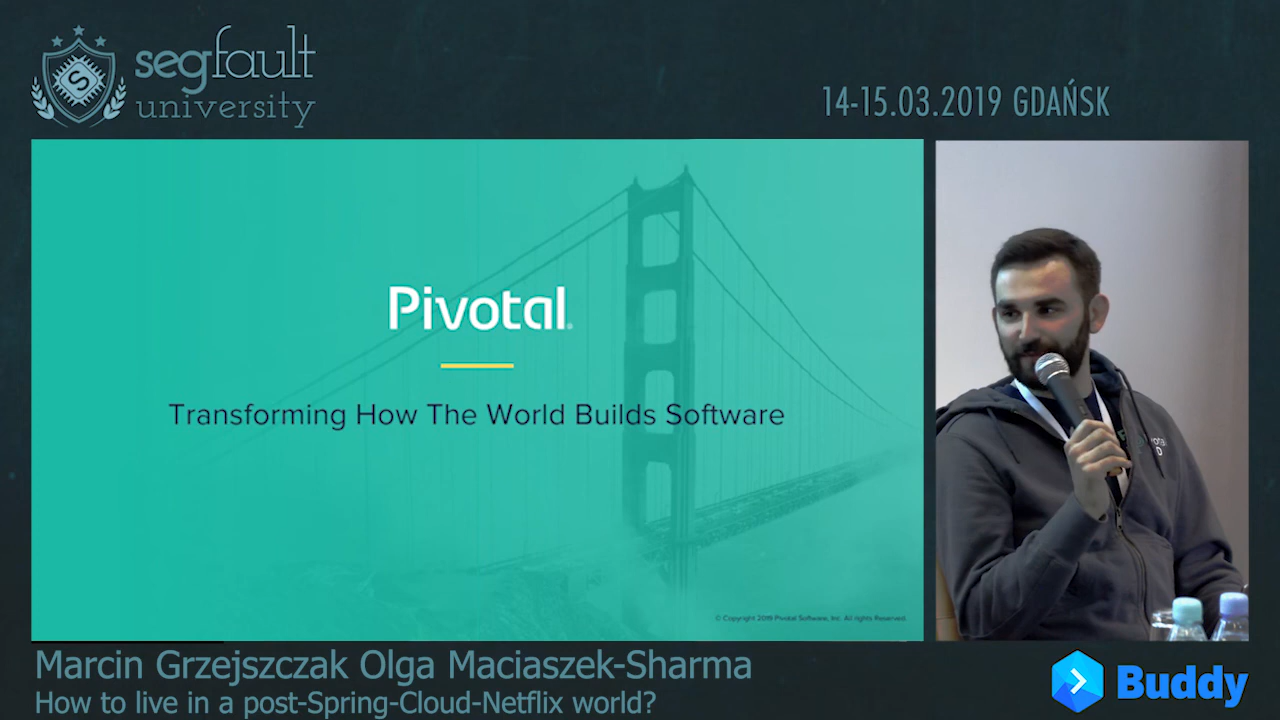 segfault
university
S
14-15.03.2019 GDAŃSK
Pivotal
Transforming How The World Builds Software
© Copyright 2019 Pivotal Software, Inc. All rights Reserved.
Marcin Grzejszczak Olga Maciaszek-Sharma
How to live in a post-Spring-Cloud-Netflix world?
Buddy